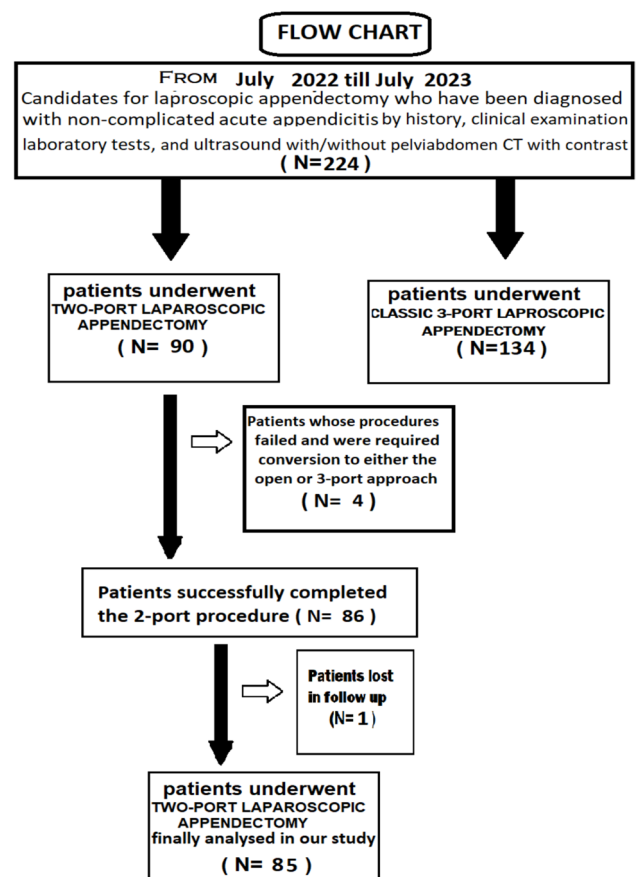 FLOW CHART
FROM July 2022 till July 2023
Candidates for laproscopic appendectomy who have been diagnosed
with non-complicated acute appendicitis by history, clinical examination
laboratory tests, and ultrasound with/without pelviabdomen CT with contrast
( N=224 )
patients underwent
TWO-PORT LAPAROSCOPIC
APPENDECTOMY
( N= 90 )
patients underwent
CLASSIC 3-PORT LAPROSCOPIC
APPENDECTOMY
( N=134 )
Patients whose procedures
failed and were required
conversion to either the
open or 3-port approach
( N= 4 )
Patients successfully completed
the 2-port procedure ( N= 86 )
Patients lost
in follow up
(N= 1 )
patients underwent
TWO-PORT LAPAROSCOPIC
APPENDECTOMY
finally analysed in our study
( N= 85 )